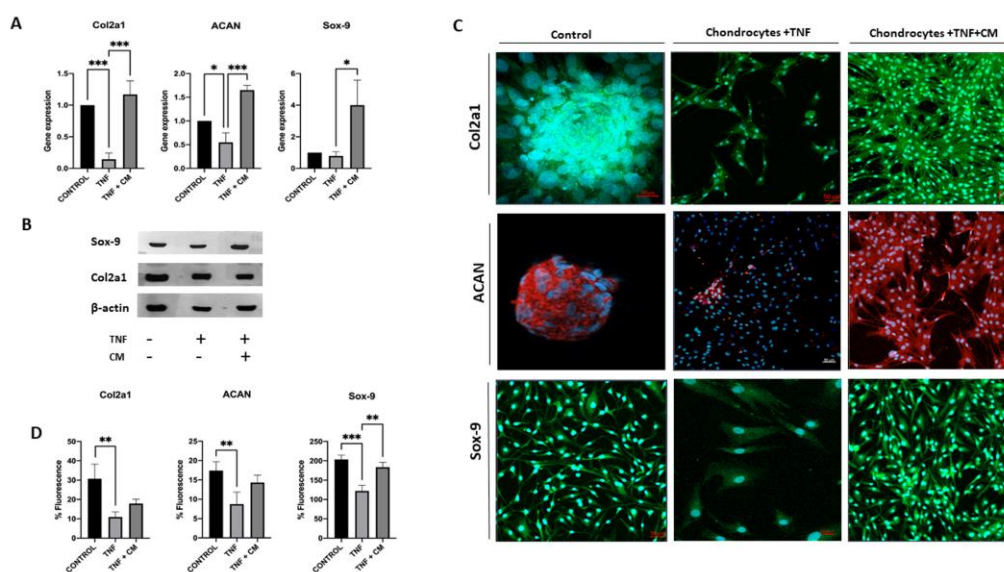 A
Col2a1
***
***
Gene expression
1.5
1.0
0.5
0.0
CONTROL
TNF
TNF + CM
ACAN
*
***
Gene expression
2.0
1.5
1.0
0.5
0.0
CONTROL
TNF
TNF + CM
Sox-9
*
Gene expression
6
4
2
0
CONTROL
TNF
TNF + CM
B
Sox-9
Col2a1
β-actin
TNF - + +
CM - - +
C
Control
Chondrocytes +TNF
Chondrocytes +TNF+CM
Col2a1
ACAN
Sox-9
D
Col2a1
**
% Fluorescence
50
40
30
20
10
0
CONTROL
TNF
TNF + CM
ACAN
**
% Fluorescence
25
20
15
10
5
0
CONTROL
TNF
TNF + CM
Sox-9
***
**
% Fluorescence
250
200
150
100
50
0
CONTROL
TNF
TNF + CM